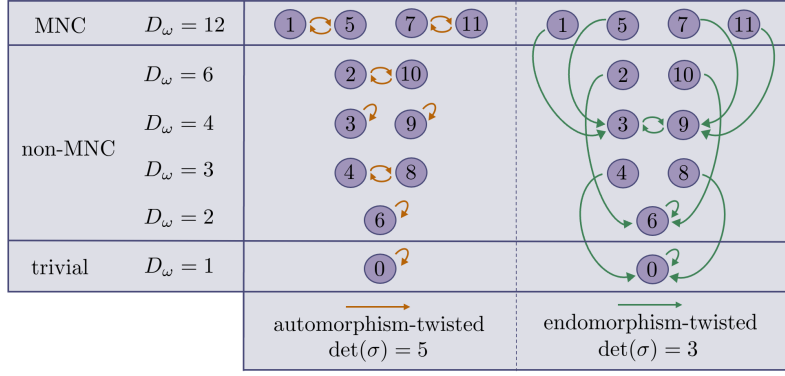 MNC D_ω = 12 1 5 7 11 1 5 7 11
D_ω = 6 2 10 2 10
D_ω = 4 3 9 3 9
non-MNC
D_ω = 3 4 8 4 8
D_ω = 2 6 6
trivial D_ω = 1 0 0
automorphism-twisted endomorphism-twisted
det(σ) = 5 det(σ) = 3